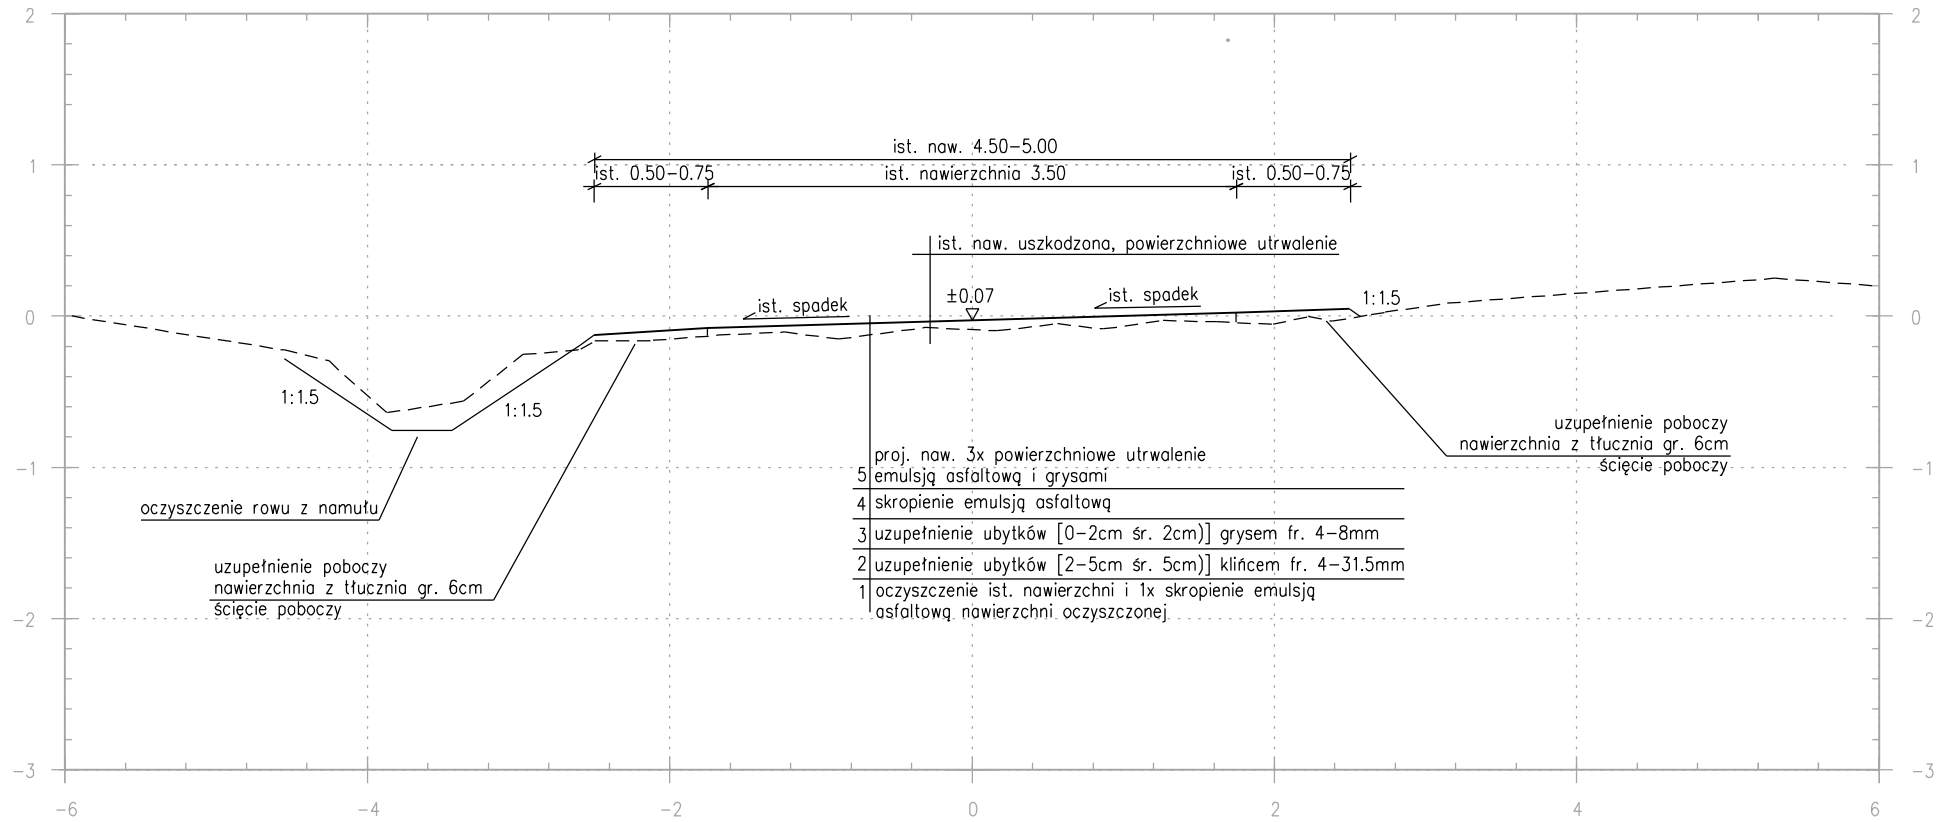 2
2
ist. naw. 4.50-5.00
1
1
ist. 0.50-0.75
ist. nawierzchnia 3.50
ist. 0.50-0.75
ist. naw. uszkodzona, powierzchniowe utrwalenie
ist. spadek
±0.07
ist. spadek
1:1.5
0
0
1:1.5
1:1.5
uzupełnienie poboczy
nawierzchnia z tłucznia gr. 6cm
ścięcie poboczy
proj. naw. 3x powierzchniowe utrwalenie
5 emulsją asfaltową i grysami
-1
-1
4 skropienie emulsją asfaltową
oczyszczenie rowu z namułu
3 uzupełnienie ubytków [0-2cm śr. 2cm)] grysem fr. 4-8mm
2 uzupełnienie ubytków [2-5cm śr. 5cm)] klińcem fr. 4-31.5mm
1 oczyszczenie ist. nawierzchni i 1x skropienie emulsją
asfaltową nawierzchni oczyszczonej
uzupełnienie poboczy
nawierzchnia z tłucznia gr. 6cm
ścięcie poboczy
-2
-2
-3
-3
-6 -4 -2 0 2 4 6